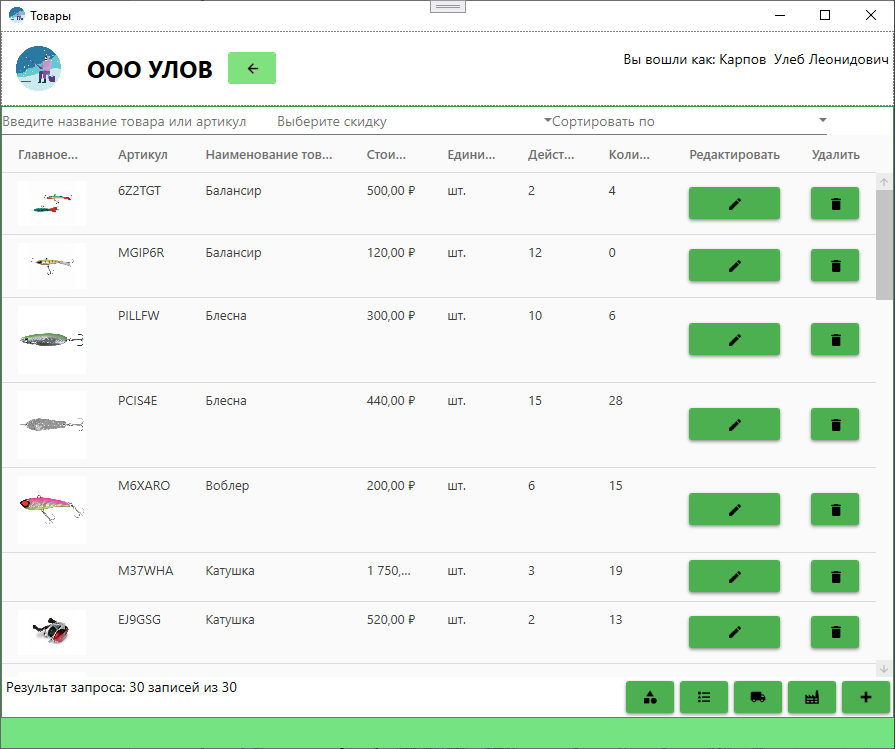 Товары
ООО УЛОВ
Вы вошли как: Карпов Улеб Леонидович
Введите название товара или артикул Выберите скидку Сортировать по
Главное... Артикул Наименование тов... Стои... Едини... Дейст... Коли... Редактировать Удалить
6Z2TGT Балансир 500,00 ₽ шт. 2 4
MGIP6R Балансир 120,00 ₽ шт. 12 0
PILLFW Блесна 300,00 ₽ шт. 10 6
PCIS4E Блесна 440,00 ₽ шт. 15 28
M6XARO Воблер 200,00 ₽ шт. 6 15
M37WHA Катушка 1 750,... шт. 3 19
EJ9GSG Катушка 520,00 ₽ шт. 2 13
Результат запроса: 30 записей из 30